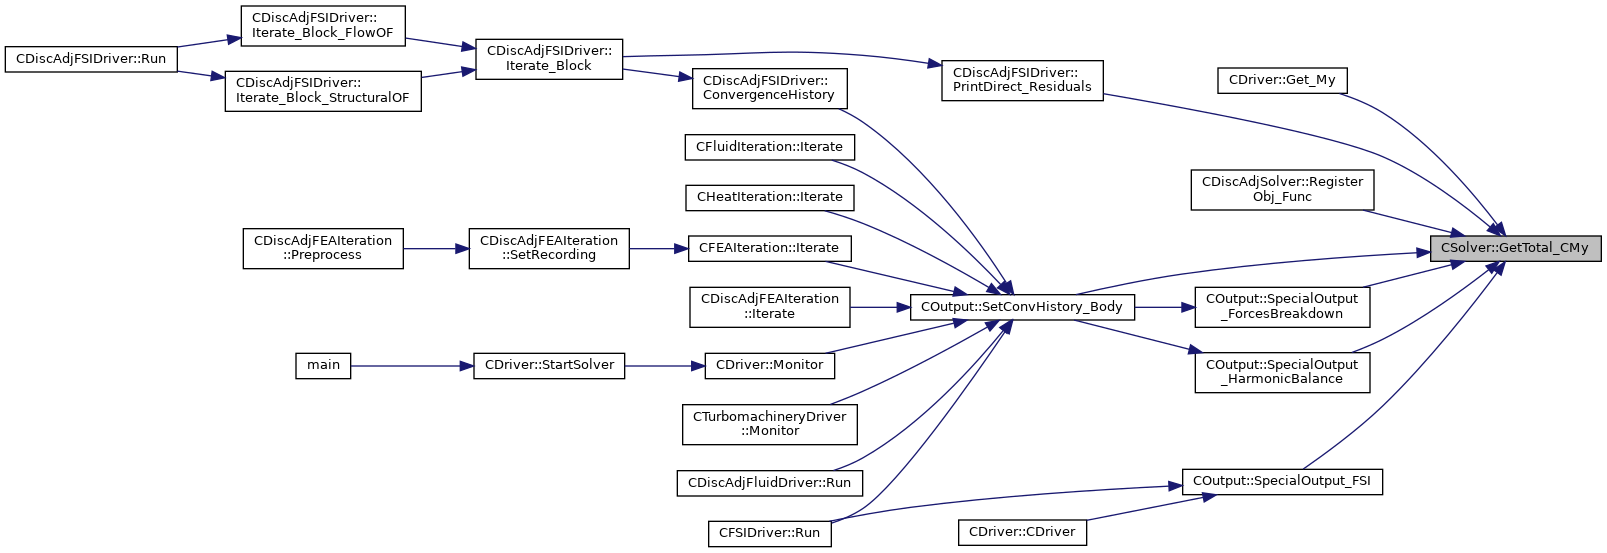 CDiscAdjFSIDriver::Run
CDiscAdjFSIDriver::
Iterate_Block_FlowOF
CDiscAdjFSIDriver::
Iterate_Block_StructuralOF
CDiscAdjFSIDriver::
Iterate_Block
CDiscAdjFSIDriver::
ConvergenceHistory
CDiscAdjFSIDriver::
PrintDirect_Residuals
CDriver::Get_My
CFluidIteration::Iterate
CHeatIteration::Iterate
CDiscAdjSolver::Register
Obj_Func
CDiscAdjFEAIteration
::Preprocess
CDiscAdjFEAIteration
::SetRecording
CFEAIteration::Iterate
CSolver::GetTotal_CMy
CDiscAdjFEAIteration
::Iterate
COutput::SetConvHistory_Body
COutput::SpecialOutput
_ForcesBreakdown
main
CDriver::StartSolver
CDriver::Monitor
COutput::SpecialOutput
_HarmonicBalance
CTurbomachineryDriver
::Monitor
CDiscAdjFluidDriver::Run
COutput::SpecialOutput_FSI
CFSIDriver::Run
CDriver::CDriver